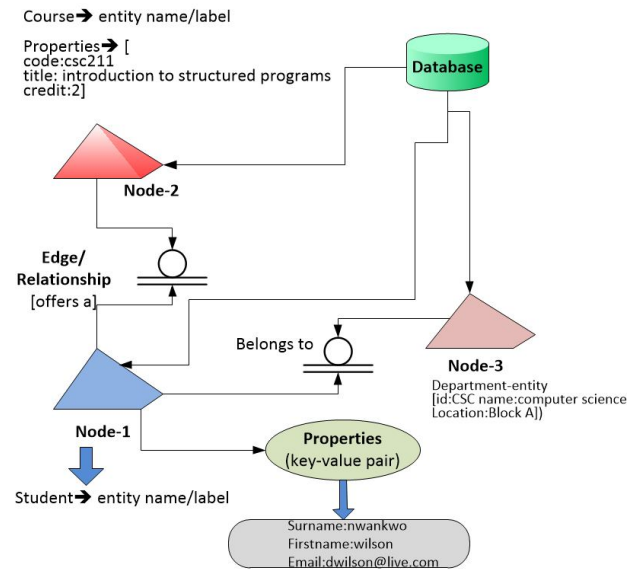 Course➔ entity name/label
Properties➔ [
code:csc211
title: introduction to structured programs
credit:2]
Database
Node-2
Edge/
Relationship
[offers a]
Belongs to
Node-3
Department-entity
[id:CSC name:computer science
Location:Block A])
Node-1
Properties
(key-value pair)
Student➔ entity name/label
Surname:nwankwo
Firstname:wilson
Email:dwilson@live.com